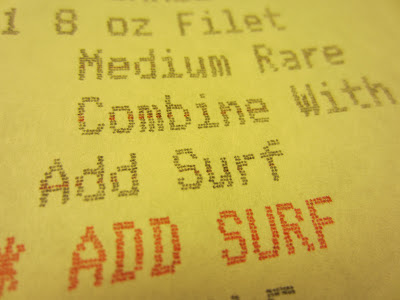 1 8 oz Filet
Medium Rare
Combine With
Add Surf
* ADD SURF